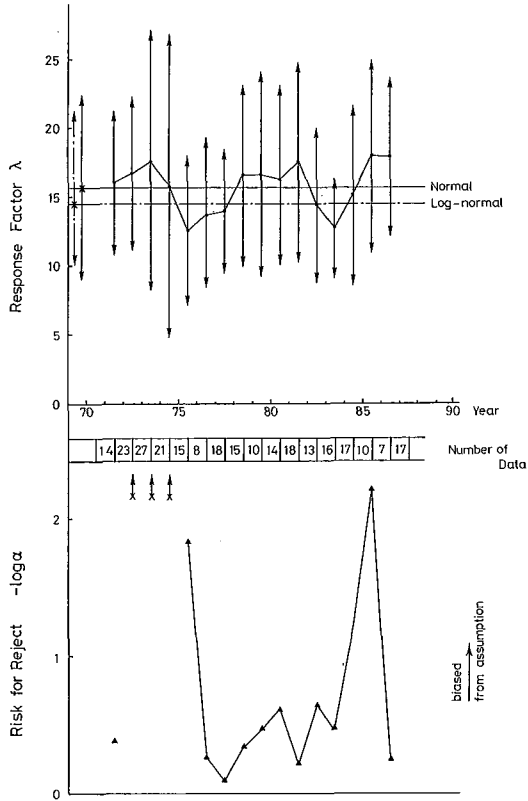 25
20
15
10
5
0
Response Factor λ
Normal
Log-normal
70 75 80 85 90 Year
14 23 27 21 15 8 18 15 10 14 18 13 16 17 10 7 17
Number of
Data
2
1
0
Risk for Reject -logα
biased
from assumption